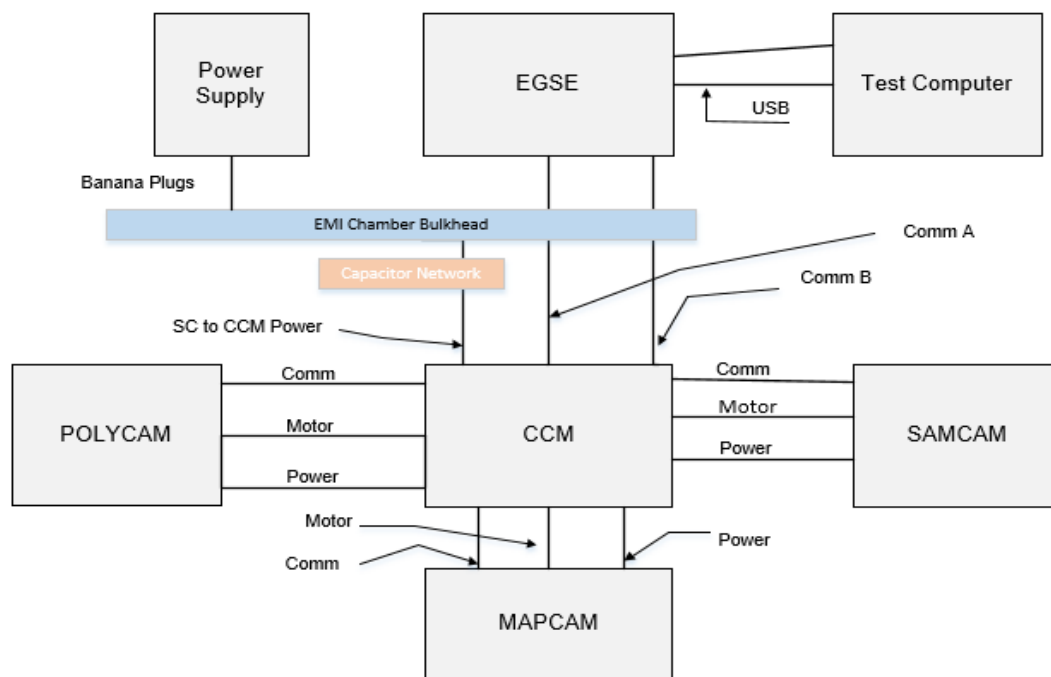 Power
Supply
EGSE
Test Computer
USB
Banana Plugs
EMI Chamber Bulkhead
Comm A
Capacitor Network
Comm B
SC to CCM Power
Comm
Comm
Motor
Motor
POLYCAM
CCM
SAMCAM
Power
Power
Motor
Power
Comm
MAPCAM